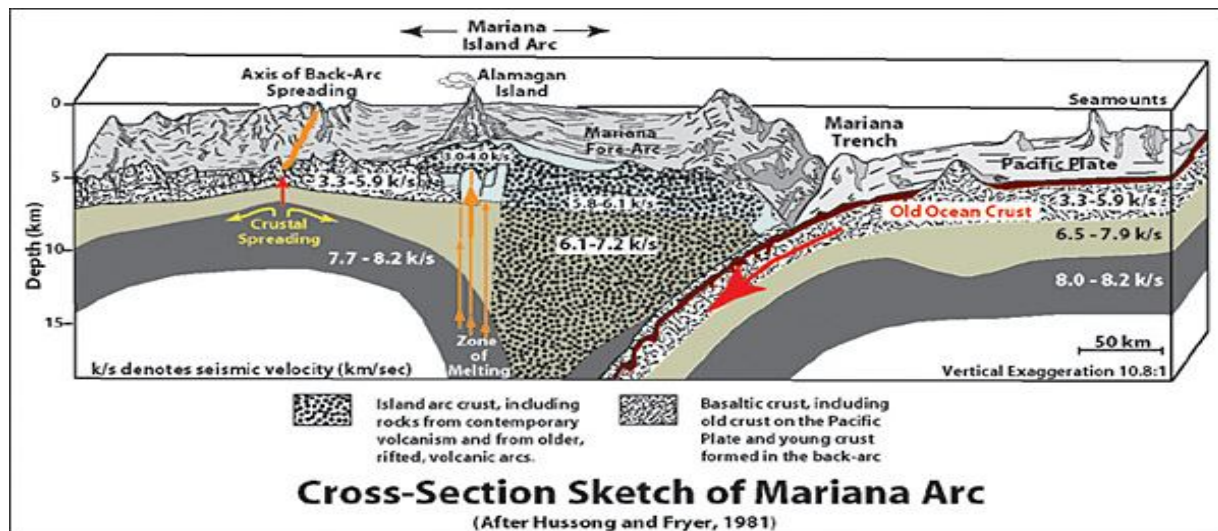 Mariana
Island Arc
Axis of Back-Arc
Spreading
Alamagan
Island
Seamounts
Mariana
Fore-Arc
Mariana
Trench
Pacific Plate
0
5
10
15
Depth (km)
3.0-4.0 k/s
3.3-5.9 k/s
5.8-6.1 k/s
Old Ocean Crust
3.3-5.9 k/s
Crustal
Spreading
6.1-7.2 k/s
6.5 - 7.9 k/s
7.7 - 8.2 k/s
8.0 - 8.2 k/s
Zone
of
Melting
50 km
k/s denotes seismic velocity (km/sec)
Vertical Exaggeration 10.8:1
Island arc crust, including
rocks from contemporary
volcanism and from older,
rifted, volcanic arcs.
Basaltic crust, including
old crust on the Pacific
Plate and young crust
formed in the back-arc
Cross-Section Sketch of Mariana Arc
(After Hussong and Fryer, 1981)